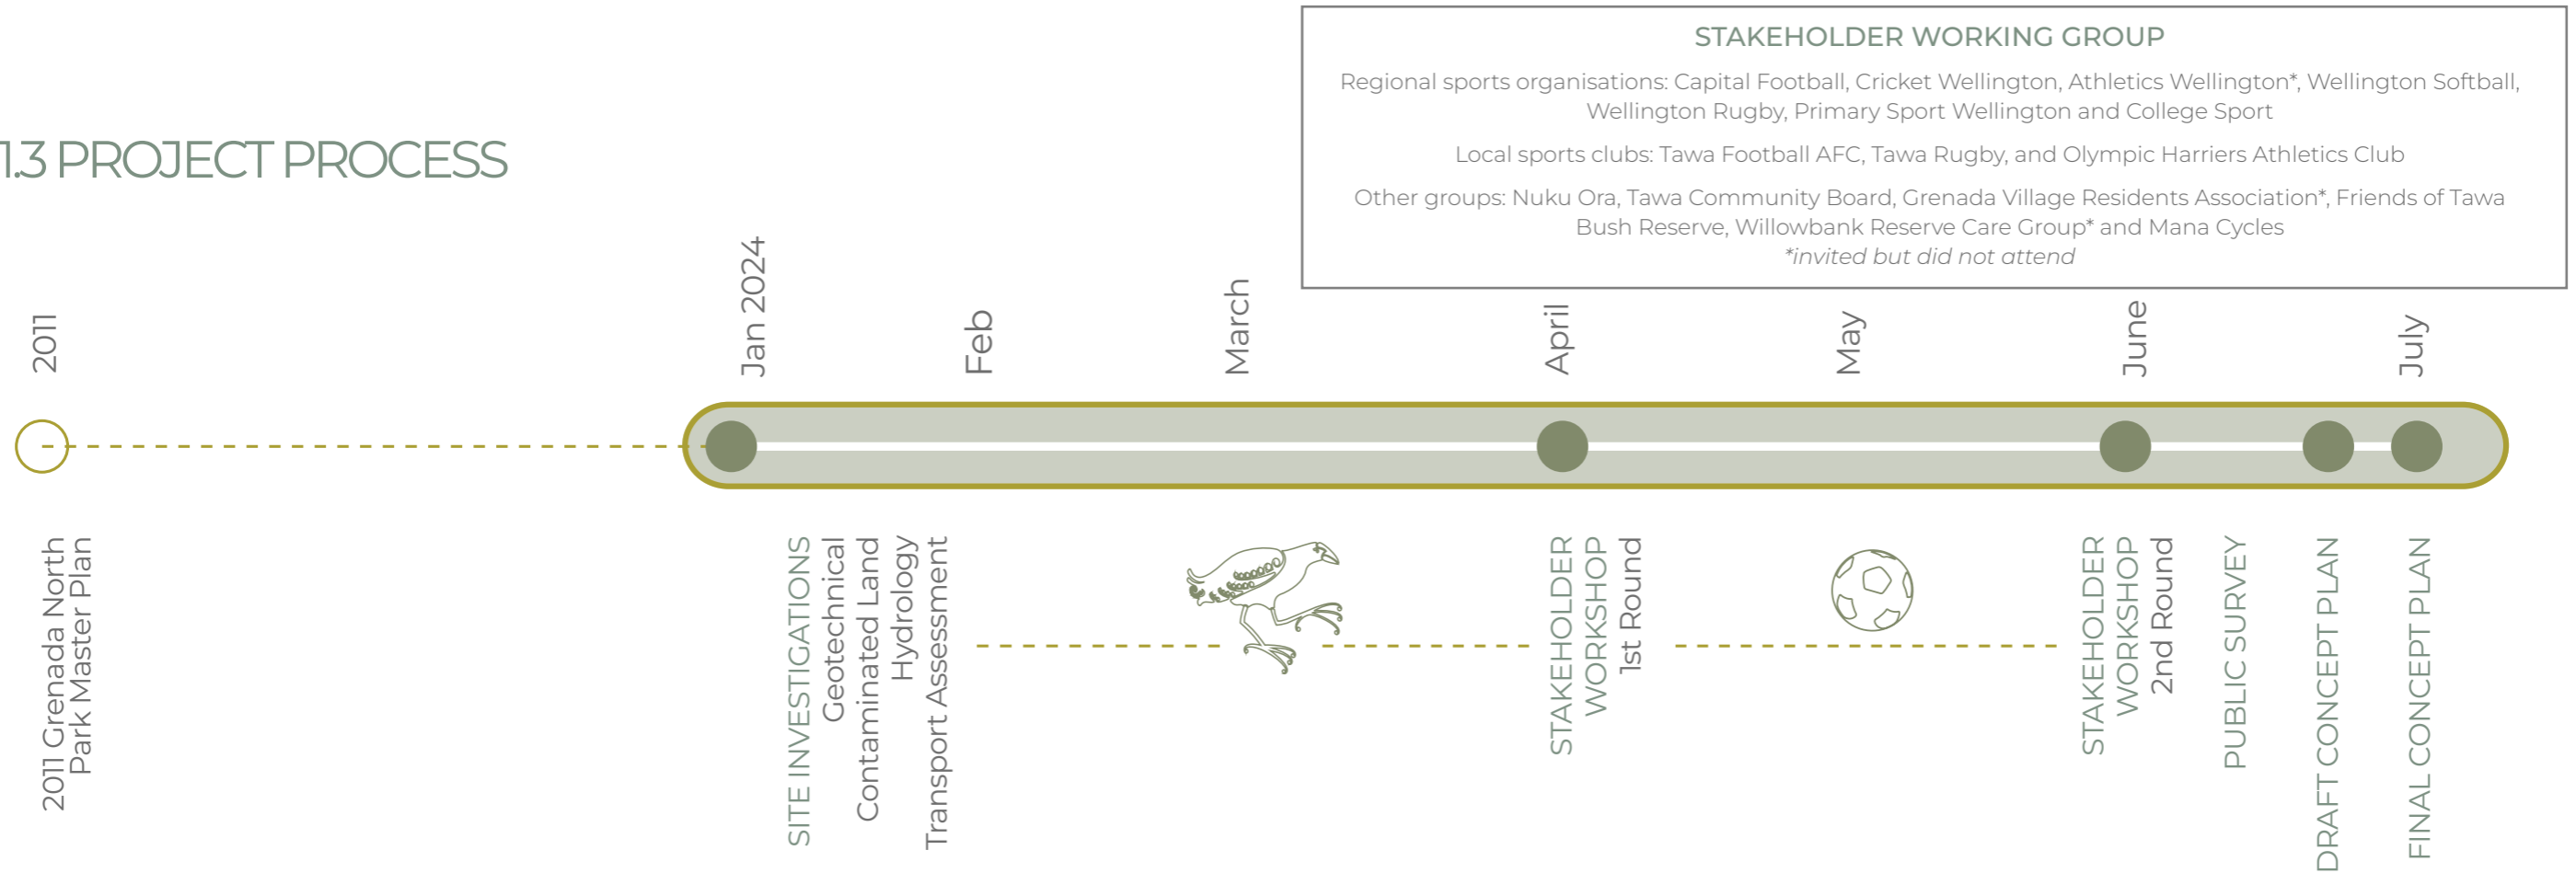 STAKEHOLDER WORKING GROUP
Regional sports organisations: Capital Football, Cricket Wellington, Athletics Wellington*, Wellington Softball,
Wellington Rugby, Primary Sport Wellington and College Sport
Local sports clubs: Tawa Football AFC, Tawa Rugby, and Olympic Harriers Athletics Club
Other groups: Nuku Ora, Tawa Community Board, Grenada Village Residents Association*, Friends of Tawa
Bush Reserve, Willowbank Reserve Care Group* and Mana Cycles
*invited but did not attend
1.3 PROJECT PROCESS
2011
Jan 2024
Feb
March
April
May
June
July
2011 Grenada North
Park Master Plan
SITE INVESTIGATIONS
Geotechnical
Contaminated Land
Hydrology
Transport Assessment
STAKEHOLDER
WORKSHOP
1st Round
STAKEHOLDER
WORKSHOP
2nd Round
PUBLIC SURVEY
DRAFT CONCEPT PLAN
FINAL CONCEPT PLAN